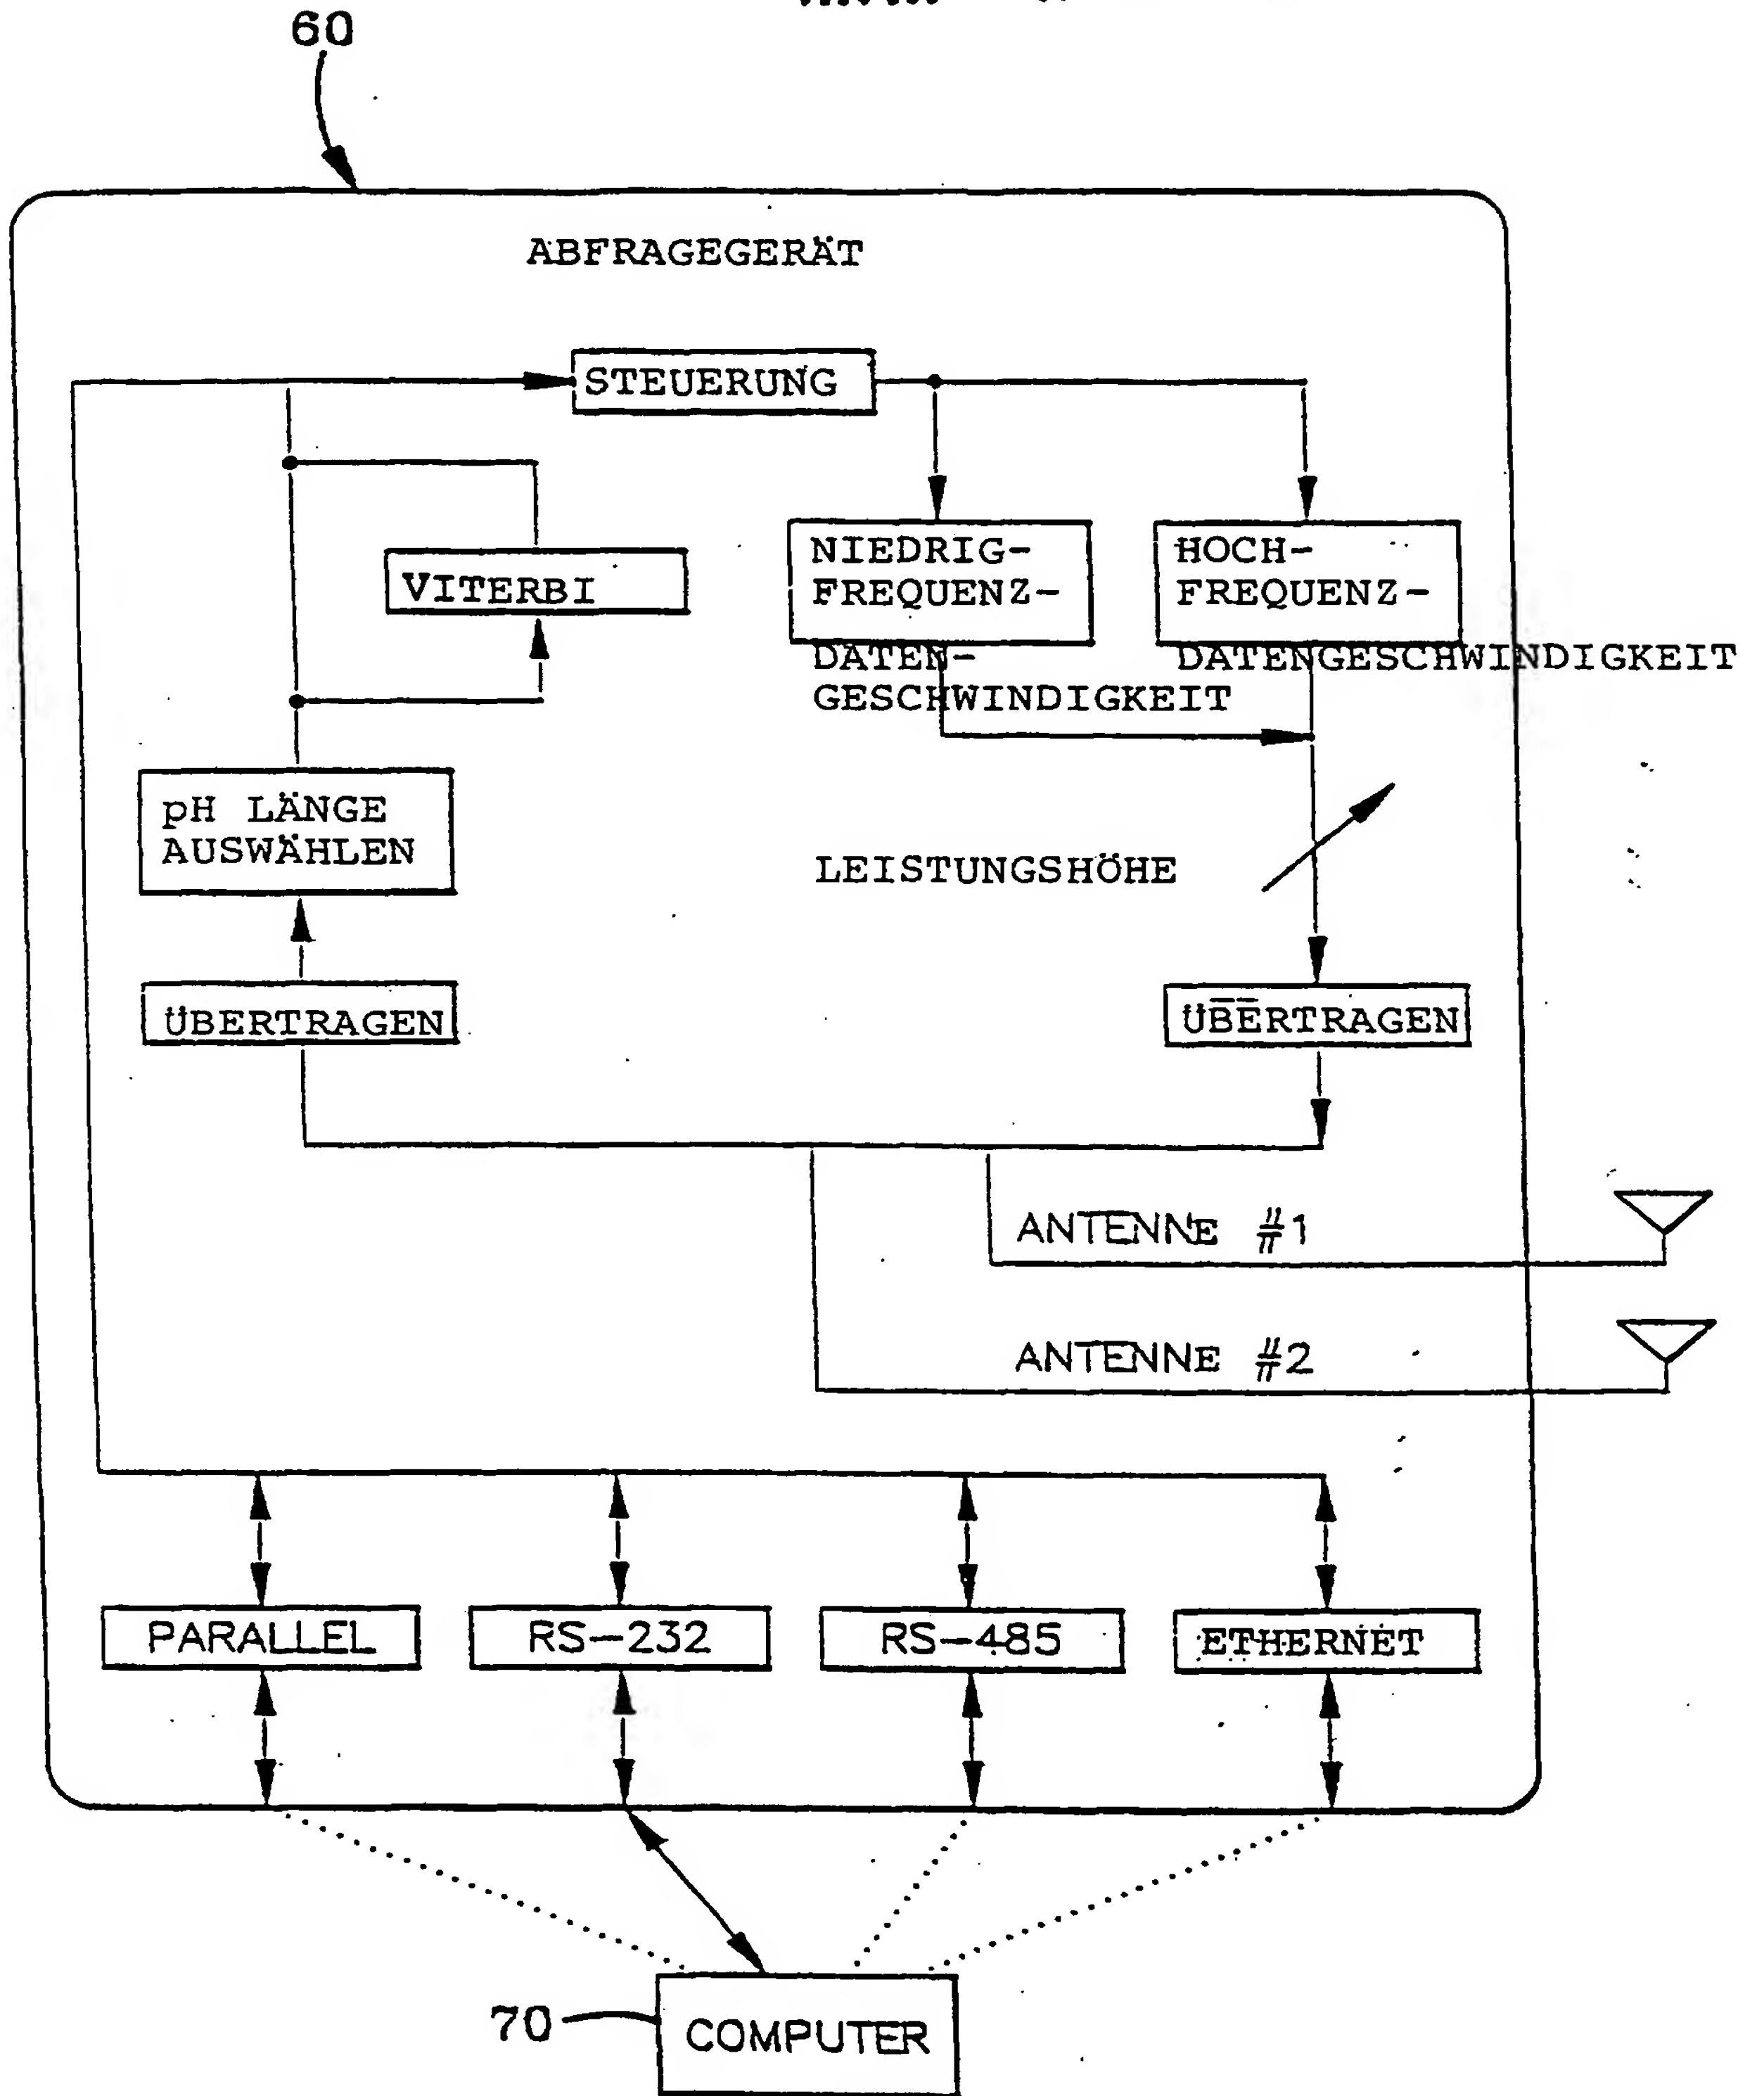 60
ABFRAGEGERÄT
STEUERUNG
VITERBI
NIEDRIG-
FREQUENZ-
DATEN-
GESCHWINDIGKEIT
HOCH-
FREQUENZ-
DATENGESCHWINDIGKEIT
pH LÄNGE
AUSWÄHLEN
LEISTUNGSHÖHE
ÜBERTRAGEN
ÜBERTRAGEN
ANTENNE #1
ANTENNE #2
PARALLEL
RS-232
RS-485
ETHERNET
70
COMPUTER